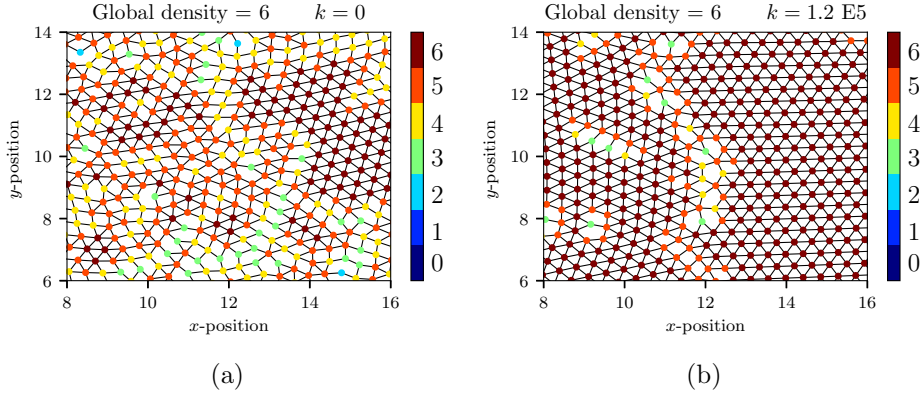 Global density = 6 k = 0
14
12
10
8
6
y-position
8 10 12 14 16
x-position
6
5
4
3
2
1
0
(a)
Global density = 6 k = 1.2 E5
14
12
10
8
6
y-position
8 10 12 14 16
x-position
6
5
4
3
2
1
0
(b)